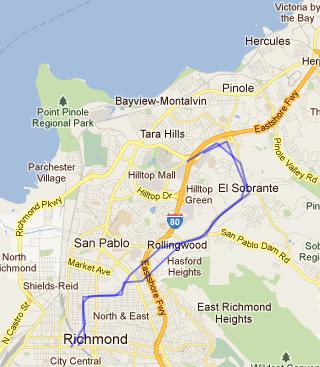 Victoria by
the Bay
Hercules
Pinole
Eastshore Fwy
Bayview-Montalvin
Point Pinole
Regional Park
Tara Hills
Pinole Valley Rd
Parchester
Village
Hilltop Mall
Hilltop Dr
Hilltop
Green
El Sobrante
Richmond Pkwy
80
San Pablo
Rollingwood
San Pablo Dam Rd
Market Ave
Hasford
Heights
North
Richmond
Shields-Reid
Eastshore Fwy
East Richmond
Heights
N Castro St
North & East
Richmond
City Central